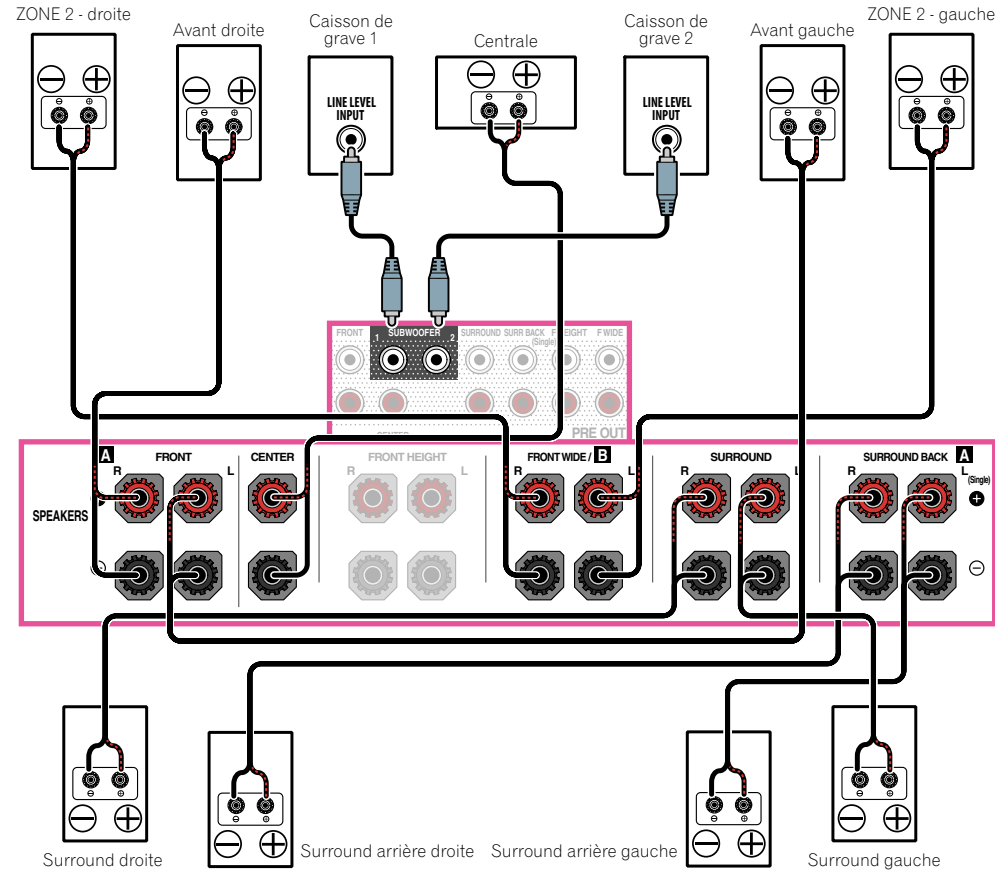 ZONE 2 - droite
Avant droite
Caisson de
grave 1
Centrale
Caisson de
grave 2
Avant gauche
ZONE 2 - gauche
LINE LEVEL
INPUT
LINE LEVEL
INPUT
FRONT
SUBWOOFER
1
2
SURROUND
SURR BACK
(Single)
F WIDE
PRE OUT
SPEAKERS
A
FRONT
R
L
CENTER
FRONT HEIGHT
R
L
FRONT WIDE / B
R
L
SURROUND
R
L
SURROUND BACK
A
R
L
(Single)
Surround droite
Surround arrière droite
Surround arrière gauche
Surround gauche